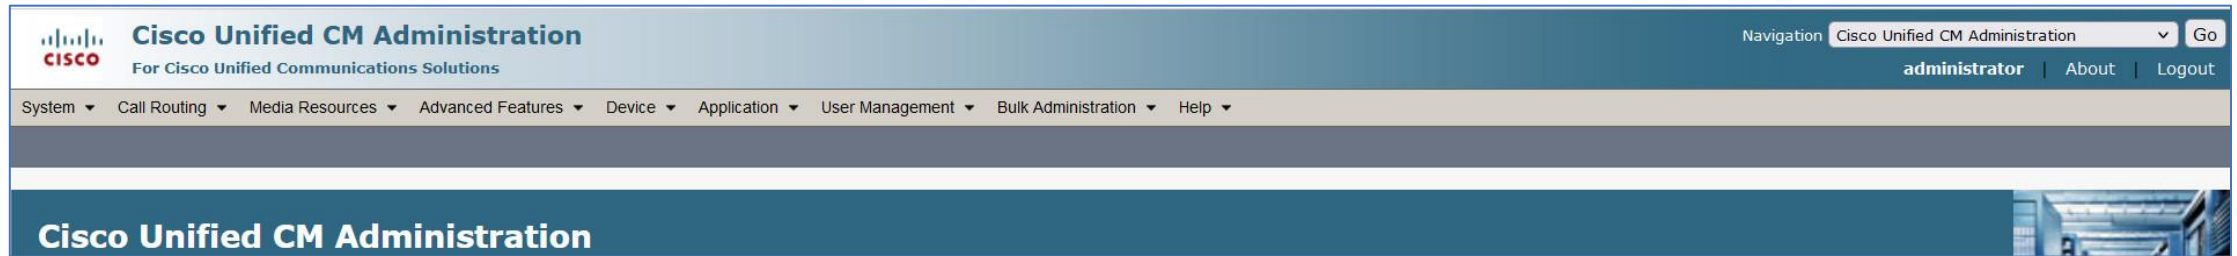 CISCO
Cisco Unified CM Administration
For Cisco Unified Communications Solutions
Navigation Cisco Unified CM Administration Go
administrator | About | Logout
System Call Routing Media Resources Advanced Features Device Application User Management Bulk Administration Help
Cisco Unified CM Administration